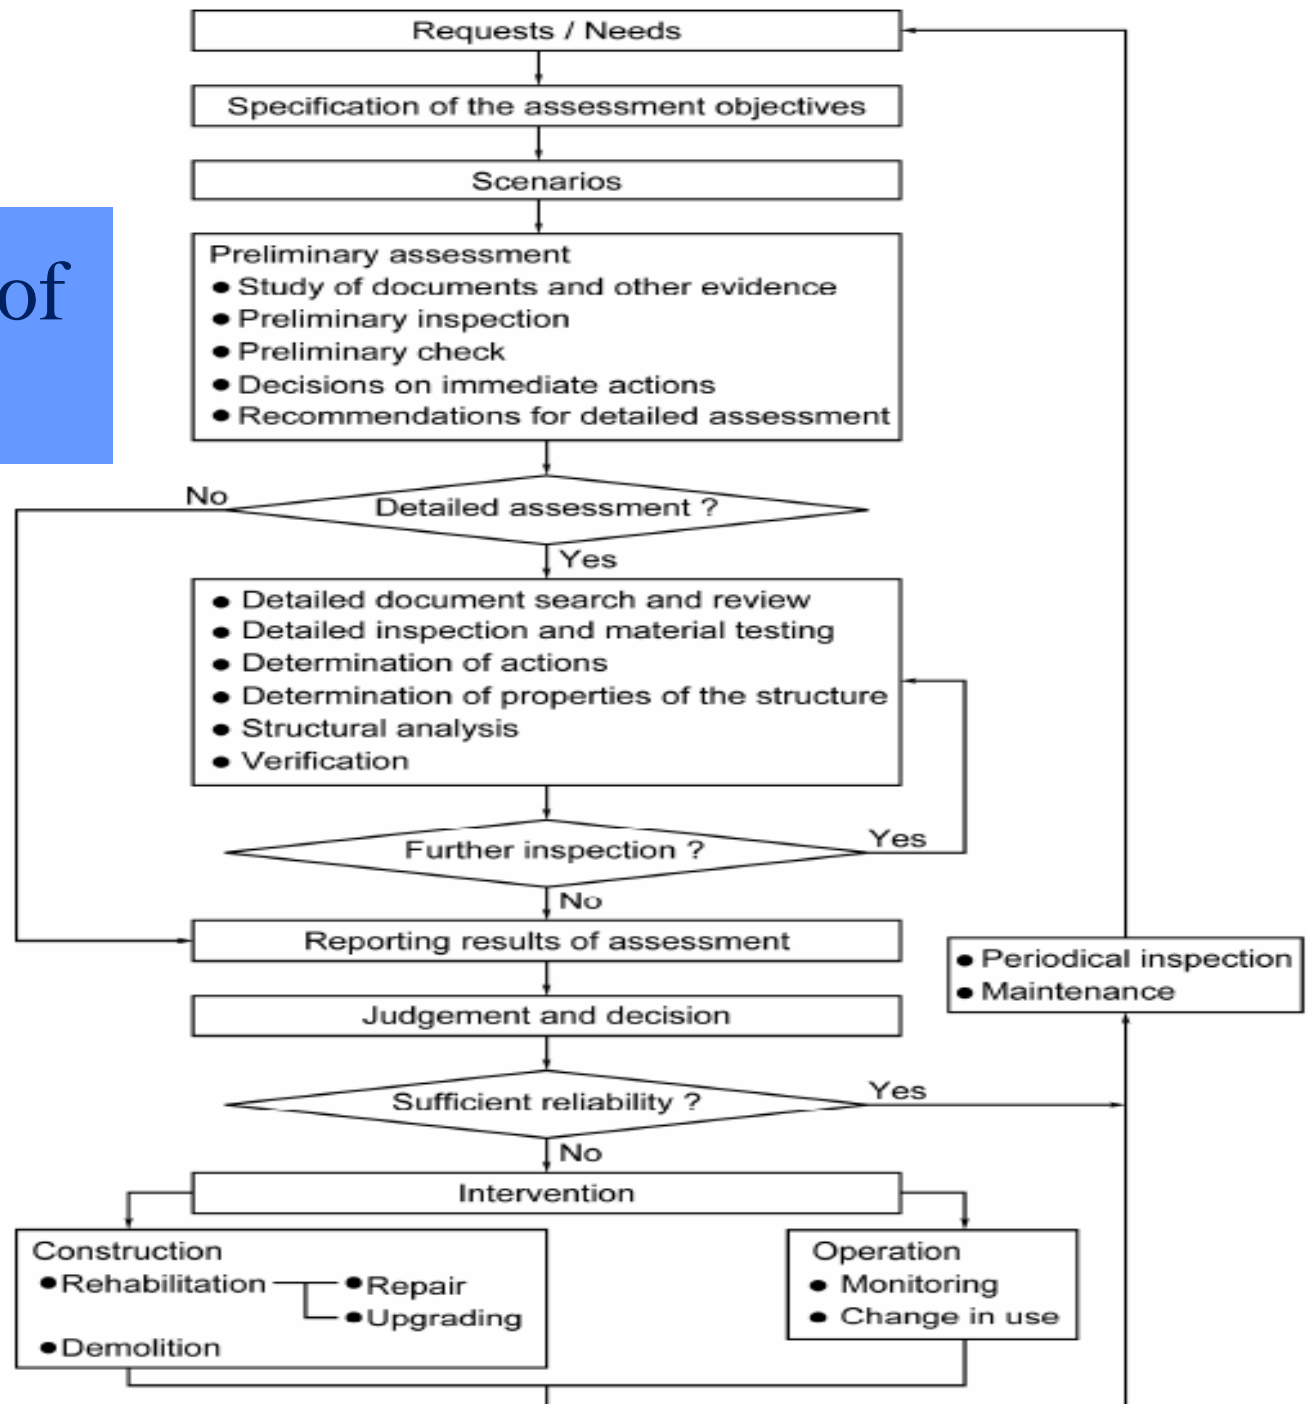 Requests / Needs
Specification of the assessment objectives
Scenarios
of
Preliminary assessment
● Study of documents and other evidence
● Preliminary inspection
● Preliminary check
● Decisions on immediate actions
● Recommendations for detailed assessment
No
Detailed assessment ?
Yes
● Detailed document search and review
● Detailed inspection and material testing
● Determination of actions
● Determination of properties of the structure
● Structural analysis
● Verification
Further inspection ?
Yes
No
Reporting results of assessment
● Periodical inspection
● Maintenance
Judgement and decision
Sufficient reliability ?
Yes
No
Intervention
Construction
● Rehabilitation
● Repair
● Upgrading
● Demolition
Operation
● Monitoring
● Change in use